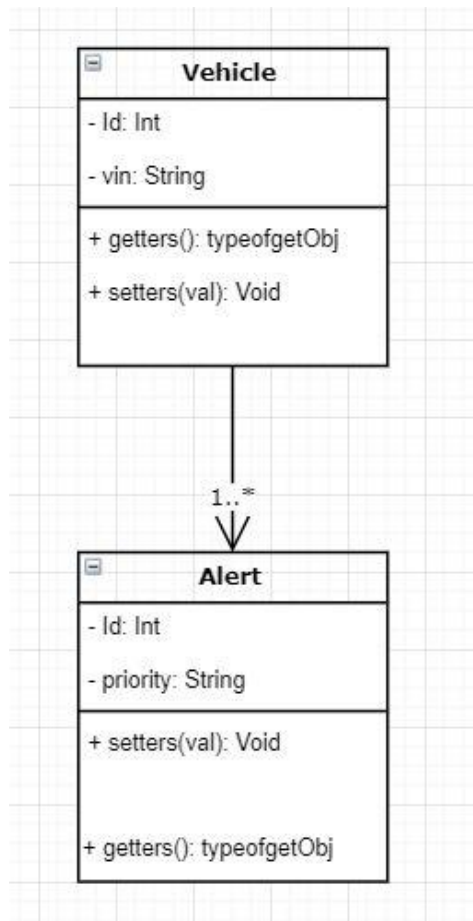 Vehicle
- Id: Int
- vin: String
+ getters(): typeofgetObj
+ setters(val): Void
1..*
Alert
- Id: Int
- priority: String
+ setters(val): Void
+ getters(): typeofgetObj